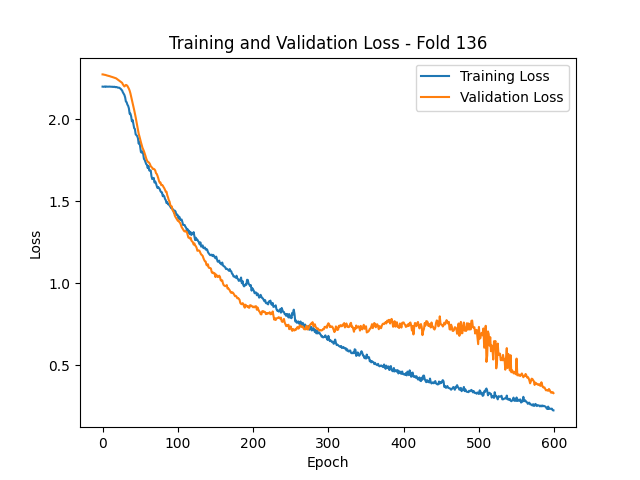 Training and Validation Loss - Fold 136
Training Loss
Validation Loss
2.0
1.5
1.0
0.5
Loss
0 100 200 300 400 500 600
Epoch